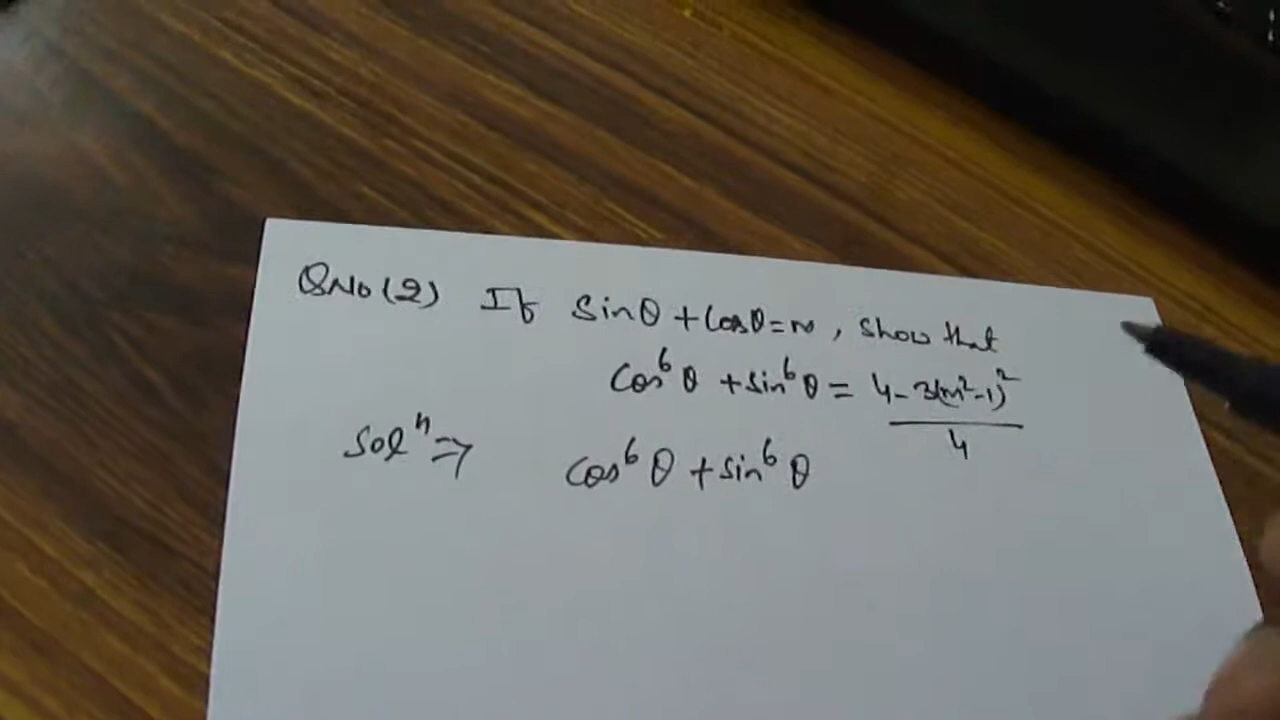 QNo (2) If sinθ + cosθ = m, show that
cos⁶θ + sin⁶θ = 4 - 3(m² - 1)²
4
Solⁿ ⇒ cos⁶θ + sin⁶θ